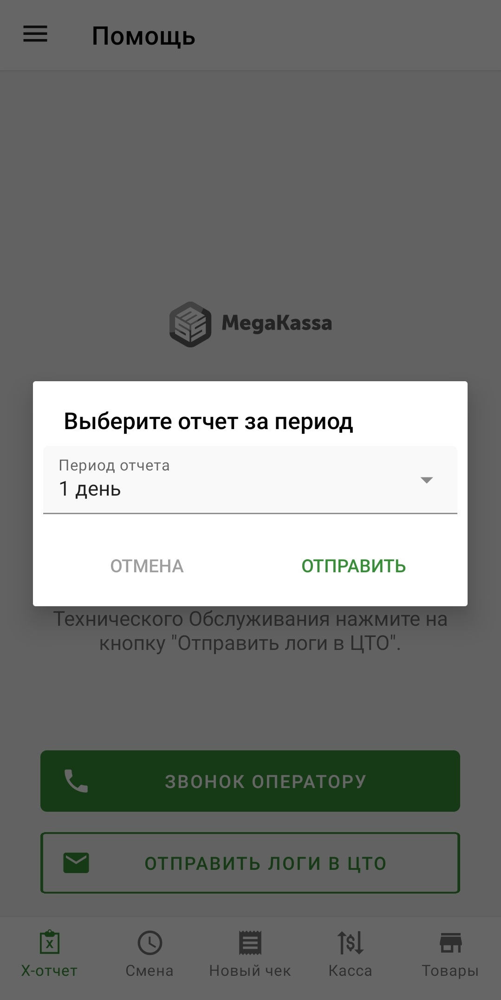 Помощь
MegaKassa
Выберите отчет за период
Период отчета
1 день
ОТМЕНА
ОТПРАВИТЬ
Технического Обслуживания нажмите на
кнопку "Отправить логи в ЦТО".
ЗВОНОК ОПЕРАТОРУ
ОТПРАВИТЬ ЛОГИ В ЦТО
X-отчет
Смена
Новый чек
Касса
Товары